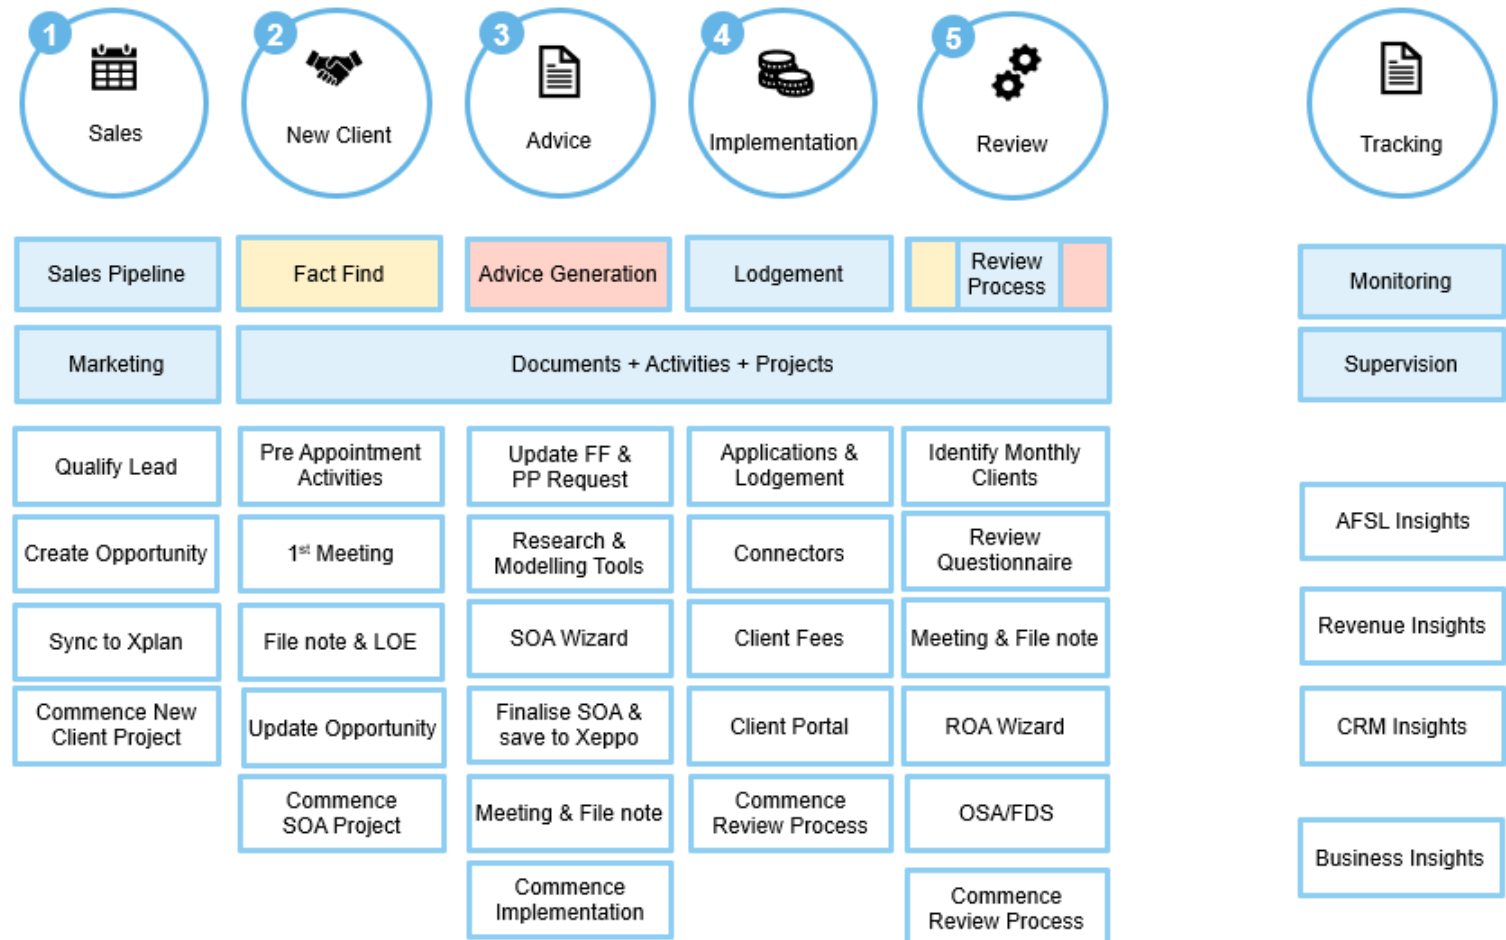 1
Sales
2
New Client
3
Advice
4
Implementation
5
Review
Tracking
Sales Pipeline
Fact Find
Advice Generation
Lodgement
Review
Process
Monitoring
Marketing
Documents + Activities + Projects
Supervision
Qualify Lead
Create Opportunity
Sync to Xplan
Commence New
Client Project
Pre Appointment
Activities
1st Meeting
File note & LOE
Update Opportunity
Commence
SOA Project
Update FF &
PP Request
Research &
Modelling Tools
SOA Wizard
Finalise SOA &
save to Xeppo
Meeting & File note
Commence
Implementation
Applications &
Lodgement
Connectors
Client Fees
Client Portal
Commence
Review Process
Identify Monthly
Clients
Review
Questionnaire
Meeting & File note
ROA Wizard
OSA/FDS
Commence
Review Process
AFSL Insights
Revenue Insights
CRM Insights
Business Insights